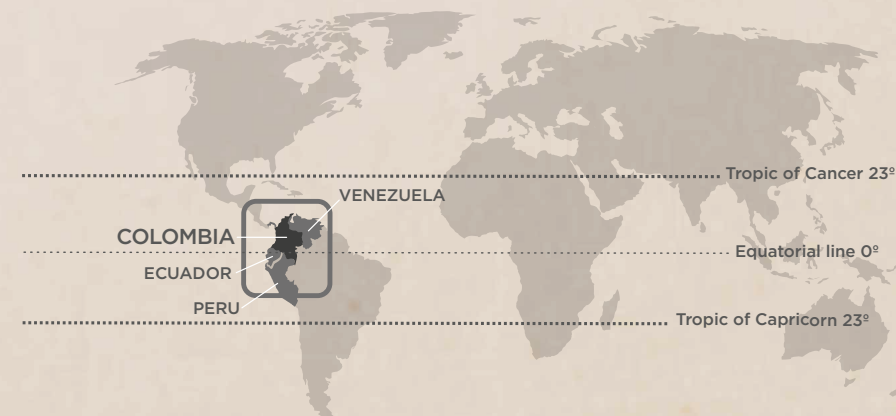 Tropic of Cancer 23º
VENEZUELA
COLOMBIA
Equatorial line 0º
ECUADOR
PERU
Tropic of Capricorn 23º